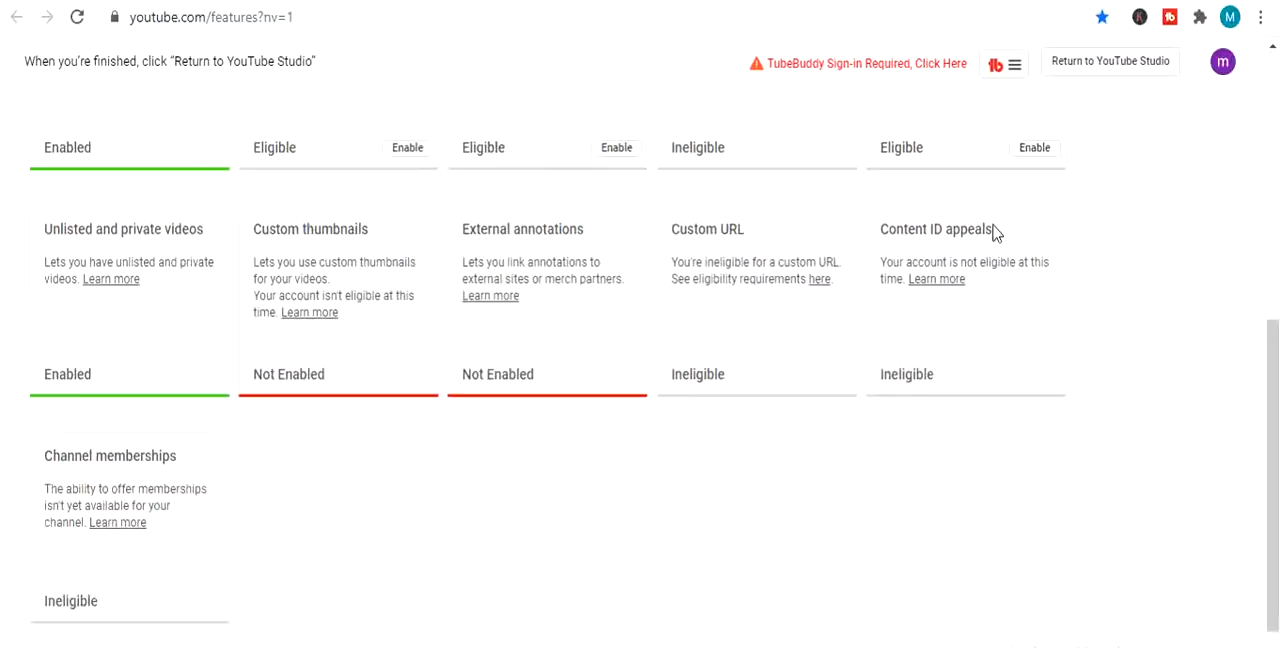 youtube.com/features?nv=1
K
M
When you're finished, click “Return to YouTube Studio”
TubeBuddy Sign-in Required, Click Here
Return to YouTube Studio
m
Enabled
Eligible Enable
Eligible Enable
Ineligible
Eligible Enable
Unlisted and private videos
Lets you have unlisted and private
videos. Learn more
Enabled
Custom thumbnails
Lets you use custom thumbnails
for your videos.
Your account isn't eligible at this
time. Learn more
Not Enabled
External annotations
Lets you link annotations to
external sites or merch partners.
Learn more
Not Enabled
Custom URL
You're ineligible for a custom URL.
See eligibility requirements here.
Ineligible
Content ID appeals
Your account is not eligible at this
time. Learn more
Ineligible
Channel memberships
The ability to offer memberships
isn't yet available for your
channel. Learn more
Ineligible